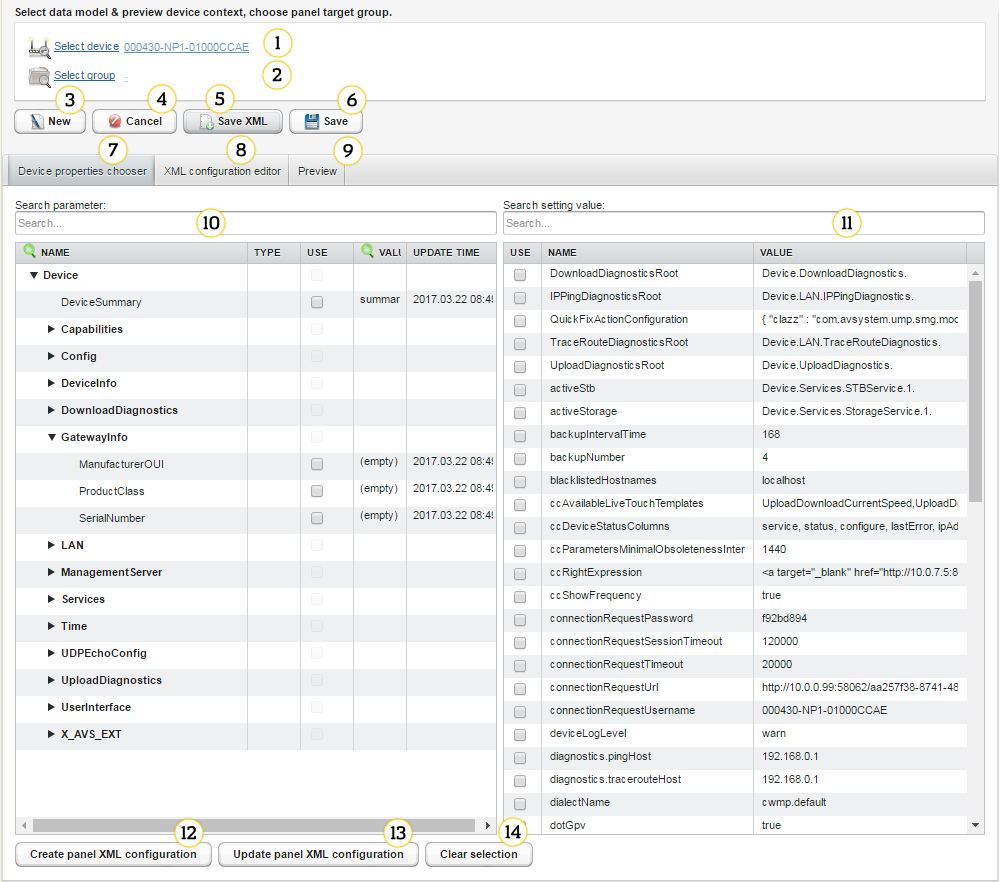 Select data model & preview device context, choose panel target group.
Select device 000430-NP1-01000CCAE 1
Select group - 2
3 4 5 6
New Cancel Save XML Save
7 8 9
Device properties chooser XML configuration editor Preview
Search parameter: Search setting value:
Search... 10 Search... 11
NAME TYPE USE VALU UPDATE TIME USE NAME VALUE
Device
DeviceSummary summar 2017.03.22 08:49
Capabilities
Config
DeviceInfo
DownloadDiagnostics
GatewayInfo
ManufacturerOUI (empty) 2017.03.22 08:49
ProductClass (empty) 2017.03.22 08:49
SerialNumber (empty) 2017.03.22 08:49
LAN
ManagementServer
Services
Time
UDPEchoConfig
UploadDiagnostics
UserInterface
X_AVS_EXT
DownloadDiagnosticsRoot Device.DownloadDiagnostics.
IPPingDiagnosticsRoot Device.LAN.IPPingDiagnostics.
QuickFixActionConfiguration { "clazz" : "com.avsystem.ump.smg.moc
TraceRouteDiagnosticsRoot Device.LAN.TraceRouteDiagnostics.
UploadDiagnosticsRoot Device.UploadDiagnostics.
activeStb Device.Services.STBService.1.
activeStorage Device.Services.StorageService.1.
backupIntervalTime 168
backupNumber 4
blacklistedHostnames localhost
ccAvailableLiveTouchTemplates UploadDownloadCurrentSpeed,UploadD
ccDeviceStatusColumns service, status, configure, lastError, ipAd
ccParametersMinimalObsoletenessInter 1440
ccRightExpression <a target="_blank" href="http://10.0.7.5:8
ccShowFrequency true
connectionRequestPassword f92bd894
connectionRequestSessionTimeout 120000
connectionRequestTimeout 20000
connectionRequestUrl http://10.0.0.99:58062/aa257f38-8741-48
connectionRequestUsername 000430-NP1-01000CCAE
deviceLogLevel warn
diagnostics.pingHost 192.168.0.1
diagnostics.tracerouteHost 192.168.0.1
dialectName cwmp.default
dotGpv true
12 13 14
Create panel XML configuration Update panel XML configuration Clear selection